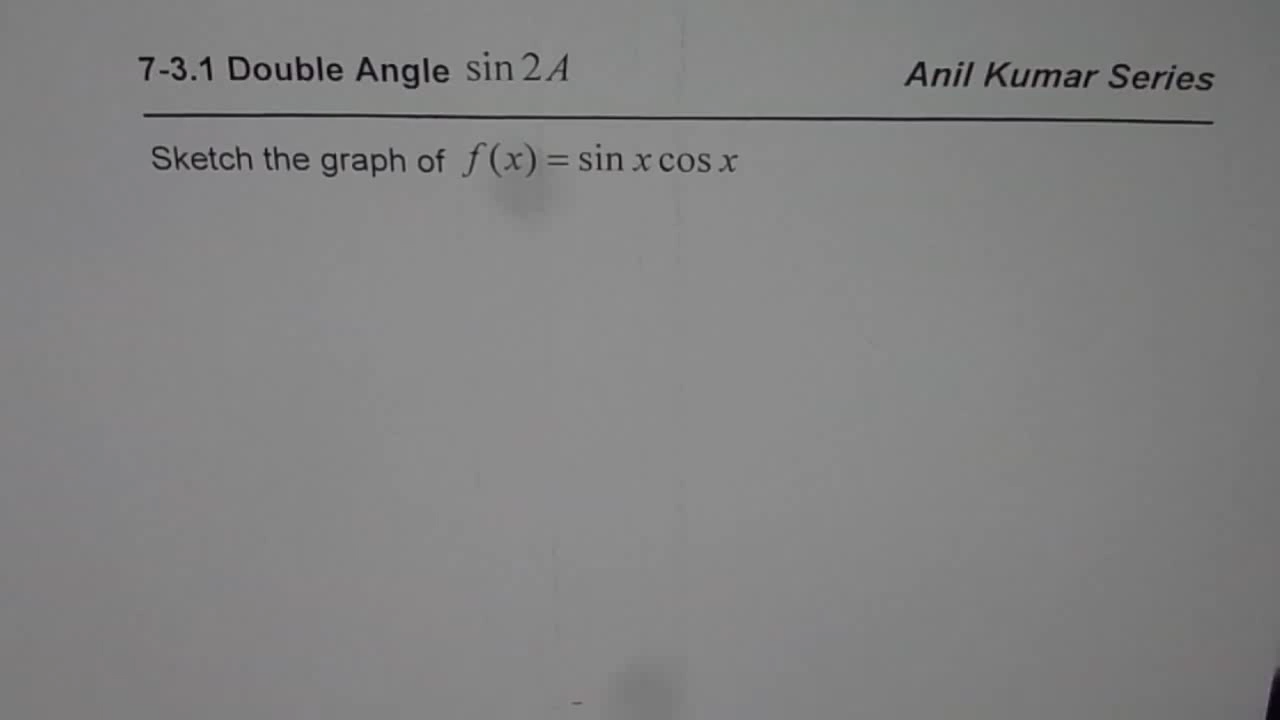 7-3.1 Double Angle sin 2A Anil Kumar Series
Sketch the graph of f(x) = sin x cos x